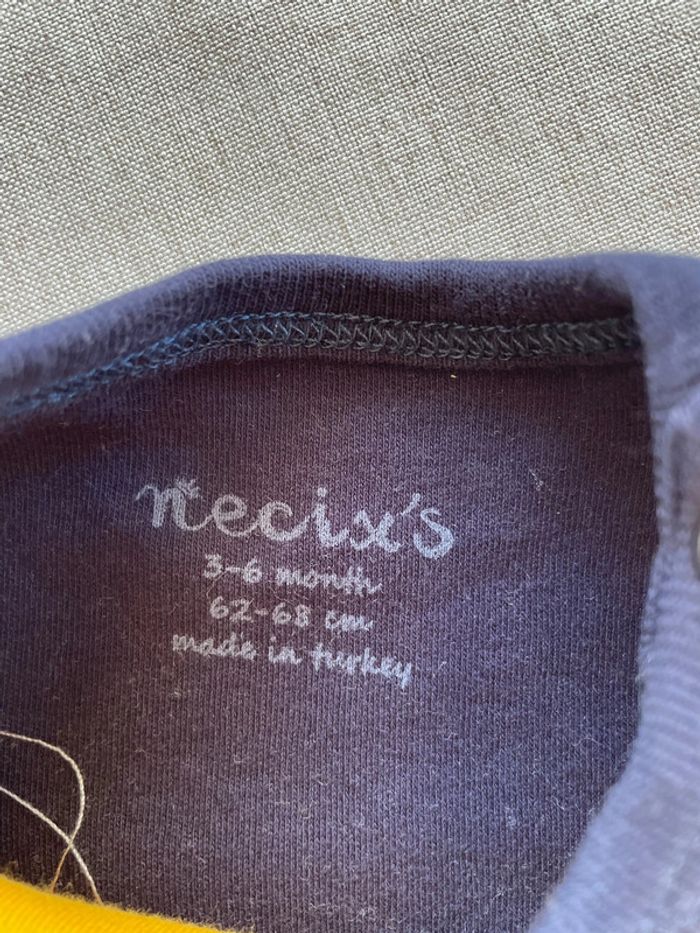 necix's
3-6 month
62-68 cm
made in turkey